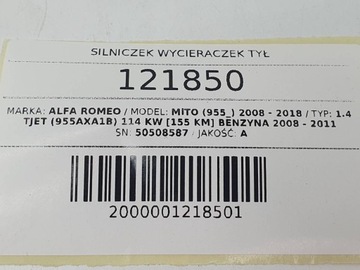 SILNICZEK WYCIERACZEK TYŁ
121850
MARKA: ALFA ROMEO / MODEL: MITO (955_) 2008 - 2018 / TYP: 1.4
TJET (955AXA1B) 114 KW [155 KM] BENZYNA 2008 - 2011
SN: 50508587 / JAKOŚĆ: A
2000001218501